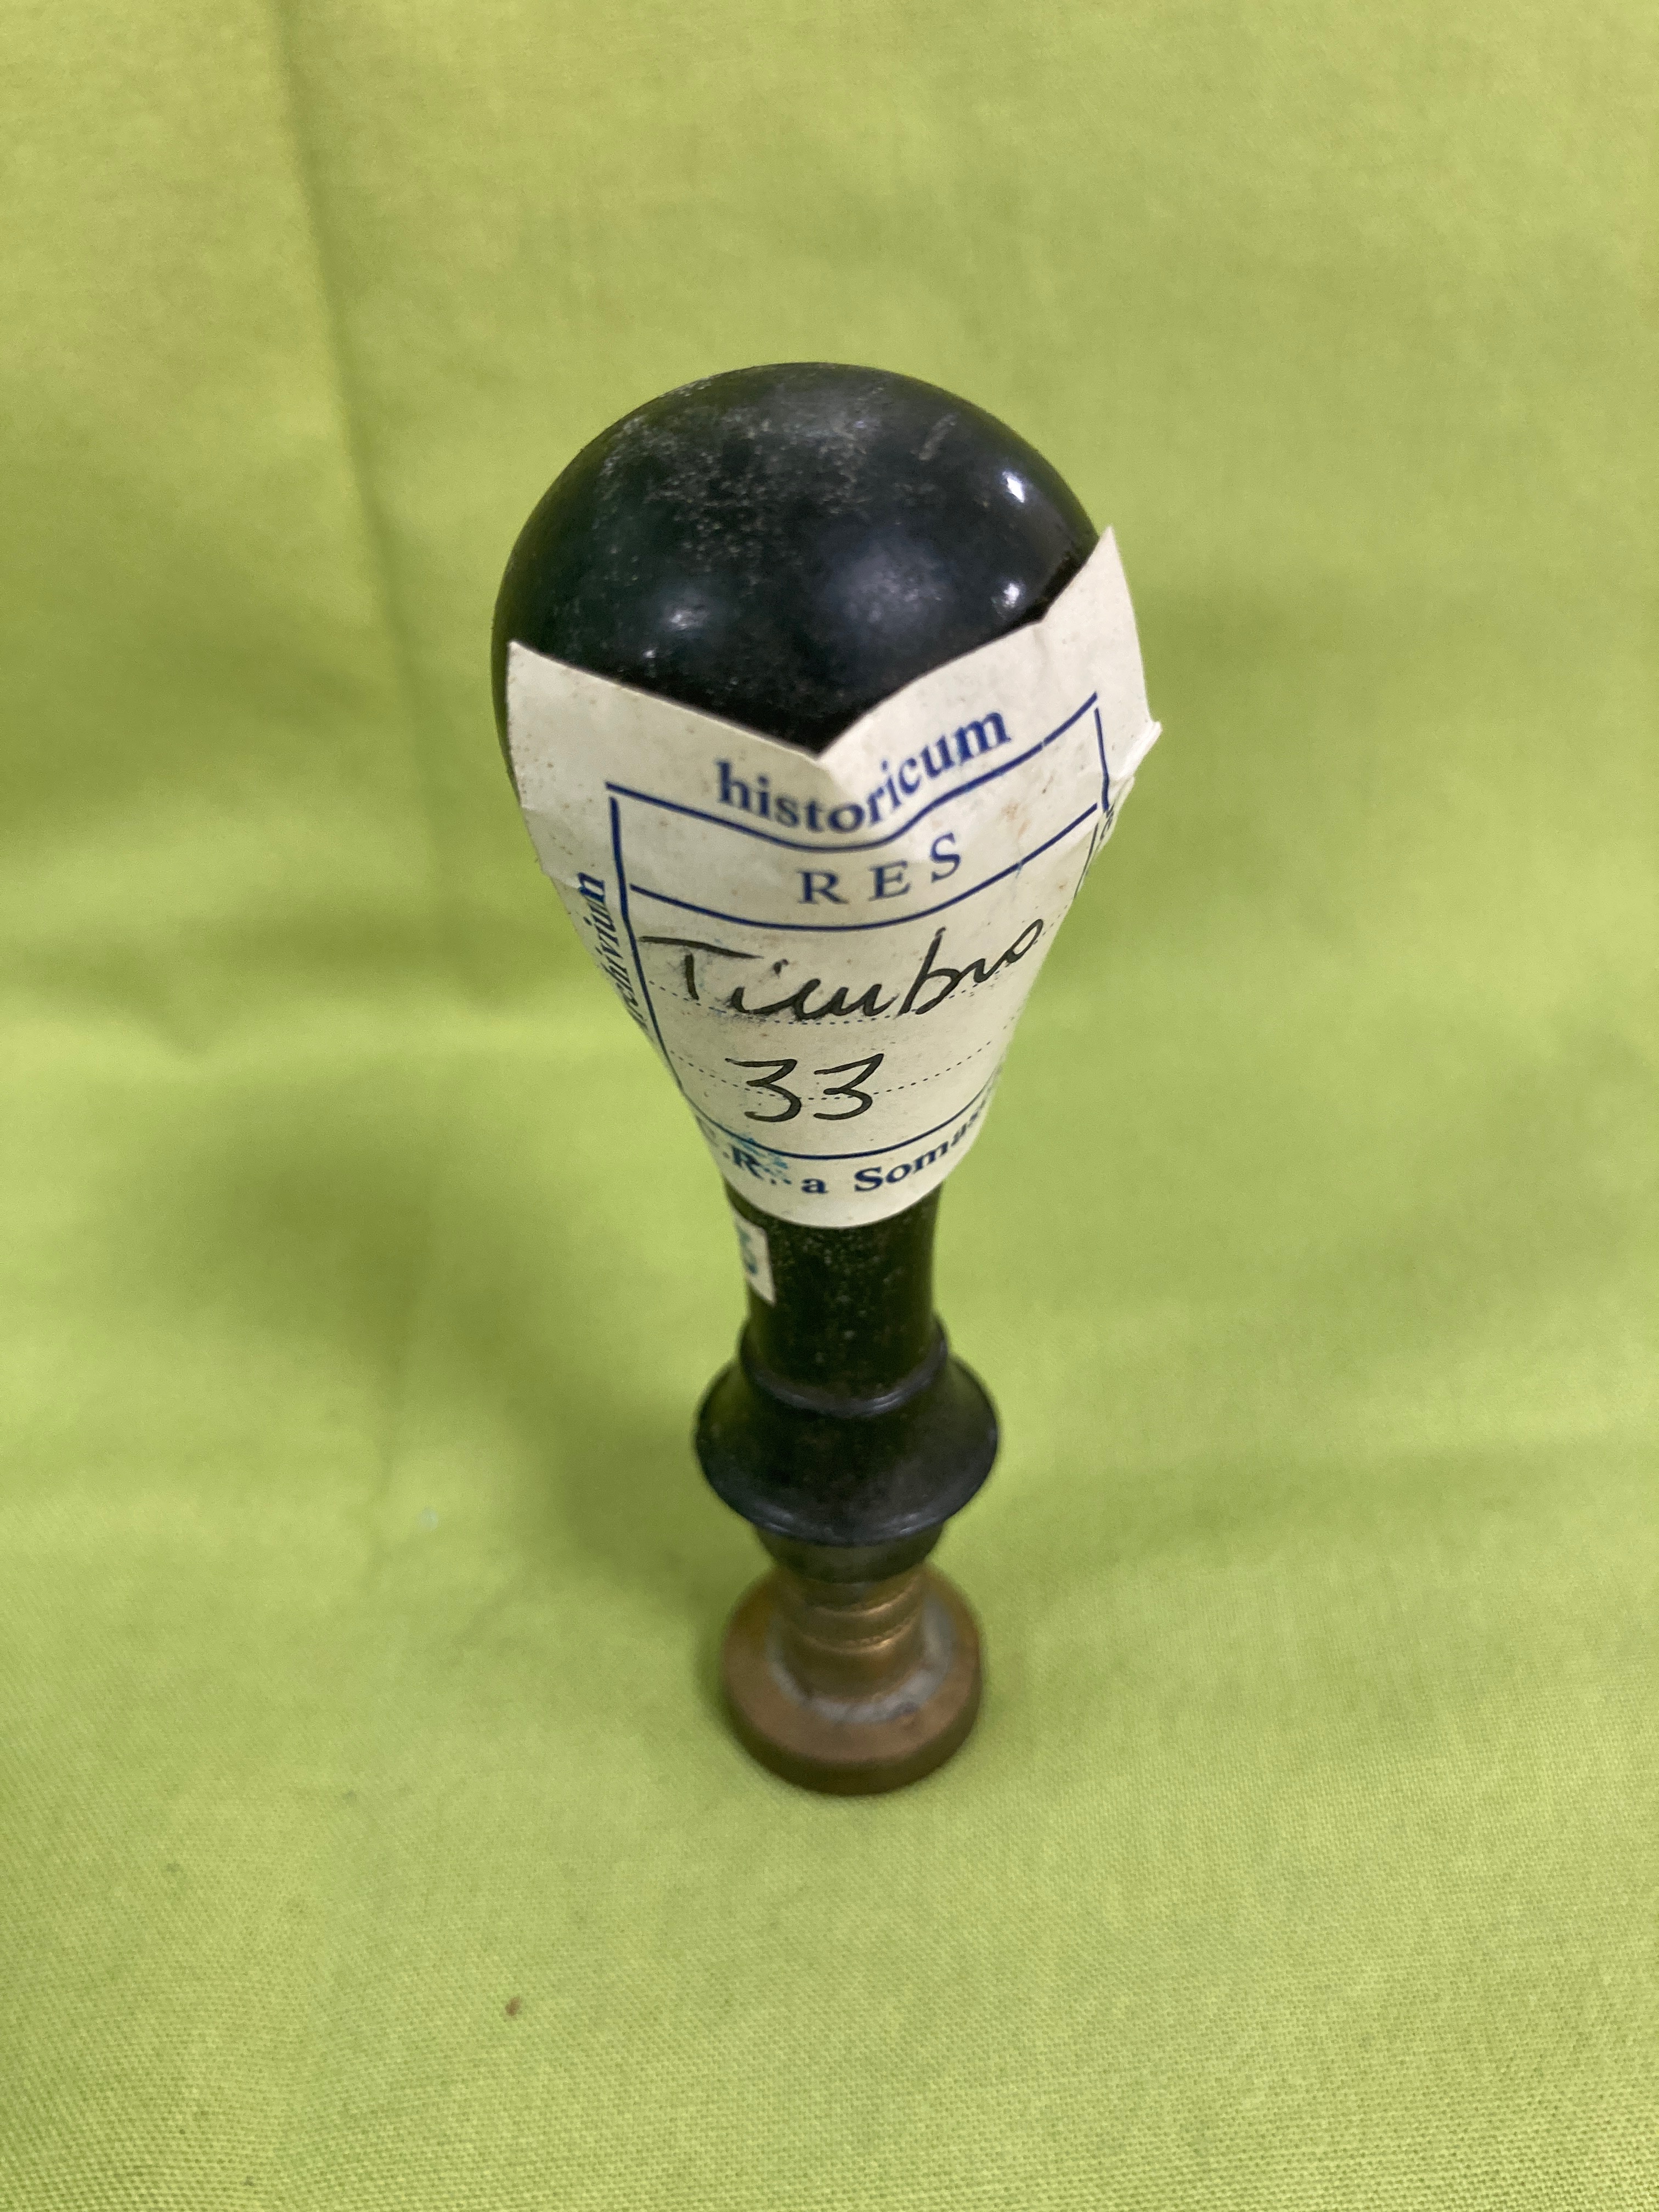 historicum
RES
Timbro
33
.R. a Somas